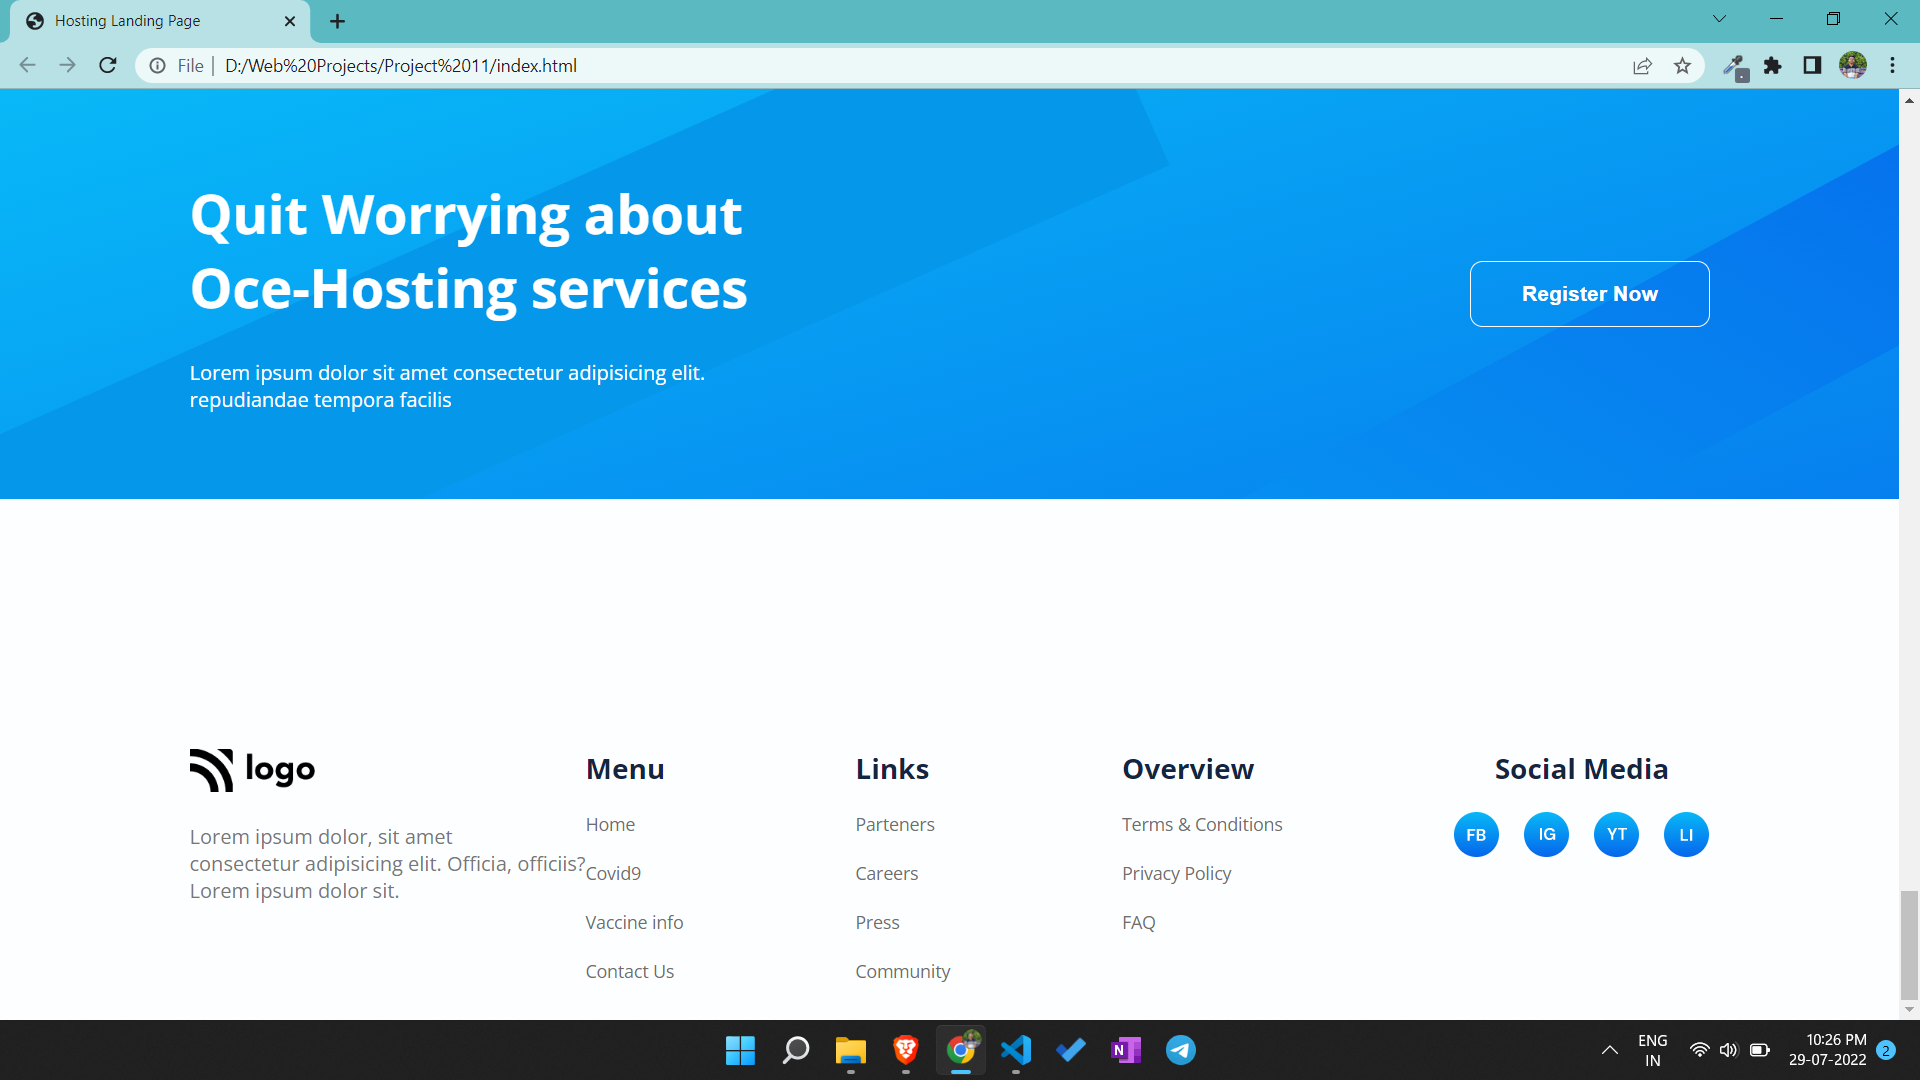 Hosting Landing Page
File | D:/Web%20Projects/Project%2011/index.html
Quit Worrying about
Oce-Hosting services
Register Now
Lorem ipsum dolor sit amet consectetur adipisicing elit.
repudiandae tempora facilis
logo
Lorem ipsum dolor, sit amet
consectetur adipisicing elit. Officia, officiis?
Lorem ipsum dolor sit.
Menu
Home
Covid9
Vaccine info
Contact Us
Links
Parteners
Careers
Press
Community
Overview
Terms & Conditions
Privacy Policy
FAQ
Social Media
FB IG YT LI
N
ENG
IN
10:26 PM
29-07-2022
2